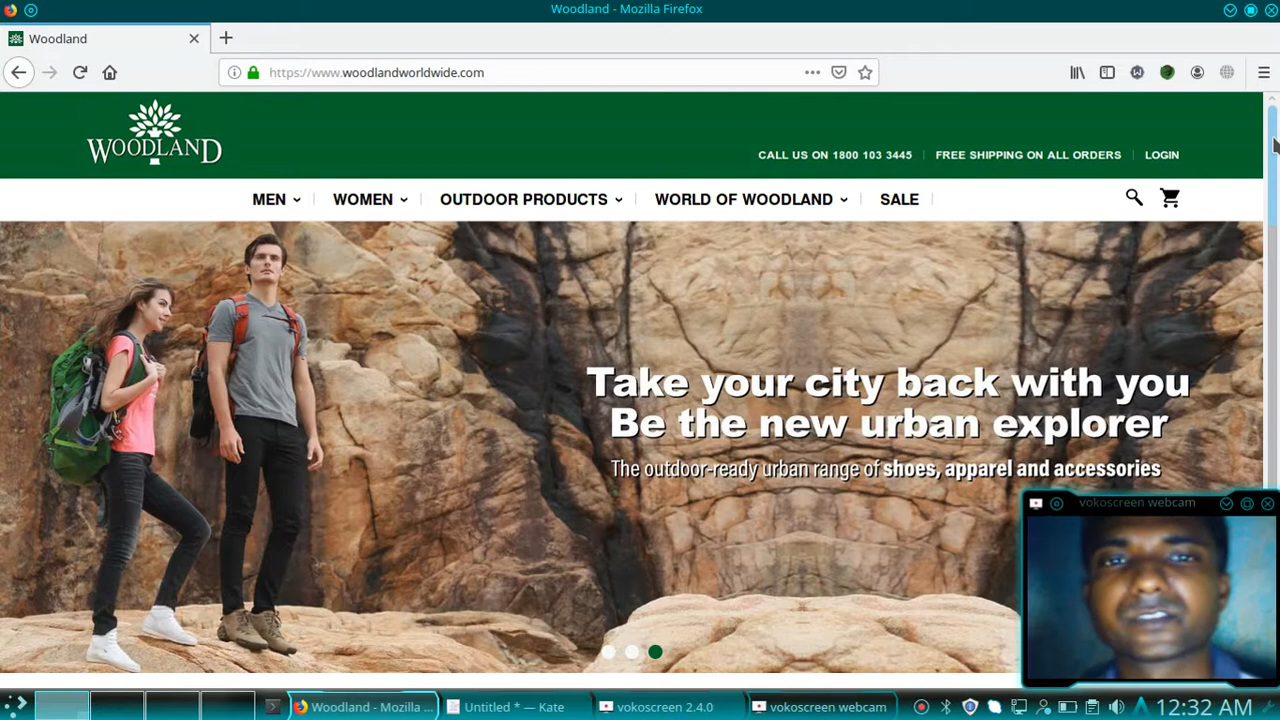 Woodland - Mozilla Firefox
Woodland
https://www.woodlandworldwide.com
WOODLAND
CALL US ON 1800 103 3445
FREE SHIPPING ON ALL ORDERS
LOGIN
MEN
WOMEN
OUTDOOR PRODUCTS
WORLD OF WOODLAND
SALE
Take your city back with you
Be the new urban explorer
The outdoor-ready urban range of shoes, apparel and accessories
vokoscreen webcam
Woodland - Mozilla ...
Untitled * — Kate
vokoscreen 2.4.0
vokoscreen webcam
12:32 AM